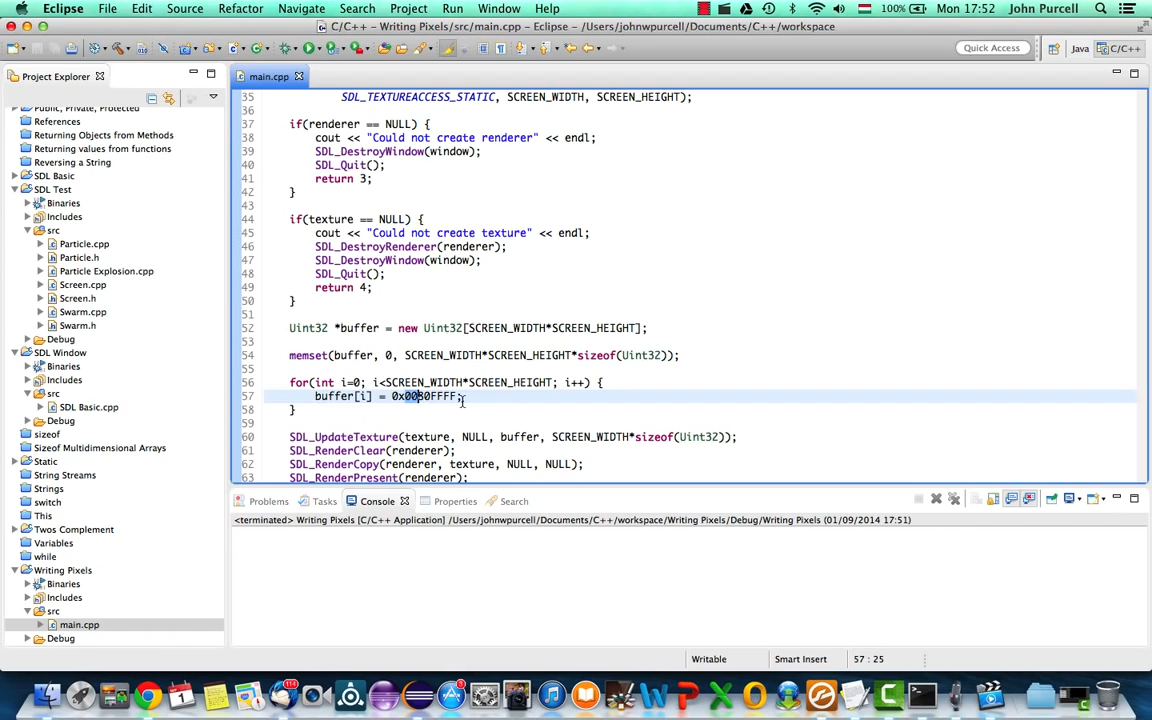 Eclipse File Edit Source Refactor Navigate Search Project Run Window Help 100% Mon 17:52 John Purcell
C/C++ - Writing Pixels/src/main.cpp - Eclipse - /Users/johnwpurcell/Documents/C++/workspace
Quick Access Java C/C++
Project Explorer
main.cpp
Public, Private, Protected
References
Returning Objects from Methods
Returning values from functions
Reversing a String
SDL Basic
SDL Test
Binaries
Includes
src
Particle.cpp
Particle.h
Particle Explosion.cpp
Screen.cpp
Screen.h
Swarm.cpp
Swarm.h
Debug
SDL Window
Binaries
Includes
src
SDL Basic.cpp
Debug
sizeof
Sizeof Multidimensional Arrays
Static
String Streams
Strings
switch
This
Twos Complement
Variables
while
Writing Pixels
Binaries
Includes
src
main.cpp
Debug
35 SDL_TEXTUREACCESS_STATIC, SCREEN_WIDTH, SCREEN_HEIGHT);
36
37 if(renderer == NULL) {
38 cout << "Could not create renderer" << endl;
39 SDL_DestroyWindow(window);
40 SDL_Quit();
41 return 3;
42 }
43
44 if(texture == NULL) {
45 cout << "Could not create texture" << endl;
46 SDL_DestroyRenderer(renderer);
47 SDL_DestroyWindow(window);
48 SDL_Quit();
49 return 4;
50 }
51
52 Uint32 *buffer = new Uint32[SCREEN_WIDTH*SCREEN_HEIGHT];
53
54 memset(buffer, 0, SCREEN_WIDTH*SCREEN_HEIGHT*sizeof(Uint32));
55
56 for(int i=0; i<SCREEN_WIDTH*SCREEN_HEIGHT; i++) {
57 buffer[i] = 0x0080FFFF;
58 }
59
60 SDL_UpdateTexture(texture, NULL, buffer, SCREEN_WIDTH*sizeof(Uint32));
61 SDL_RenderClear(renderer);
62 SDL_RenderCopy(renderer, texture, NULL, NULL);
63 SDL_RenderPresent(renderer);
Problems Tasks Console Properties Search
<terminated> Writing Pixels [C/C++ Application] /Users/johnwpurcell/Documents/C++/workspace/Writing Pixels/Debug/Writing Pixels (01/09/2014 17:51)
Writable Smart Insert 57 : 25